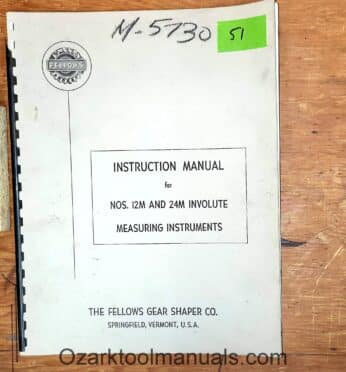 M-5730
51
FELLOWS
INSTRUCTION MANUAL
for
NOS. 12M AND 24M INVOLUTE
MEASURING INSTRUMENTS
THE FELLOWS GEAR SHAPER CO.
SPRINGFIELD, VERMONT, U.S.A.
Ozarktoolmanuals.com